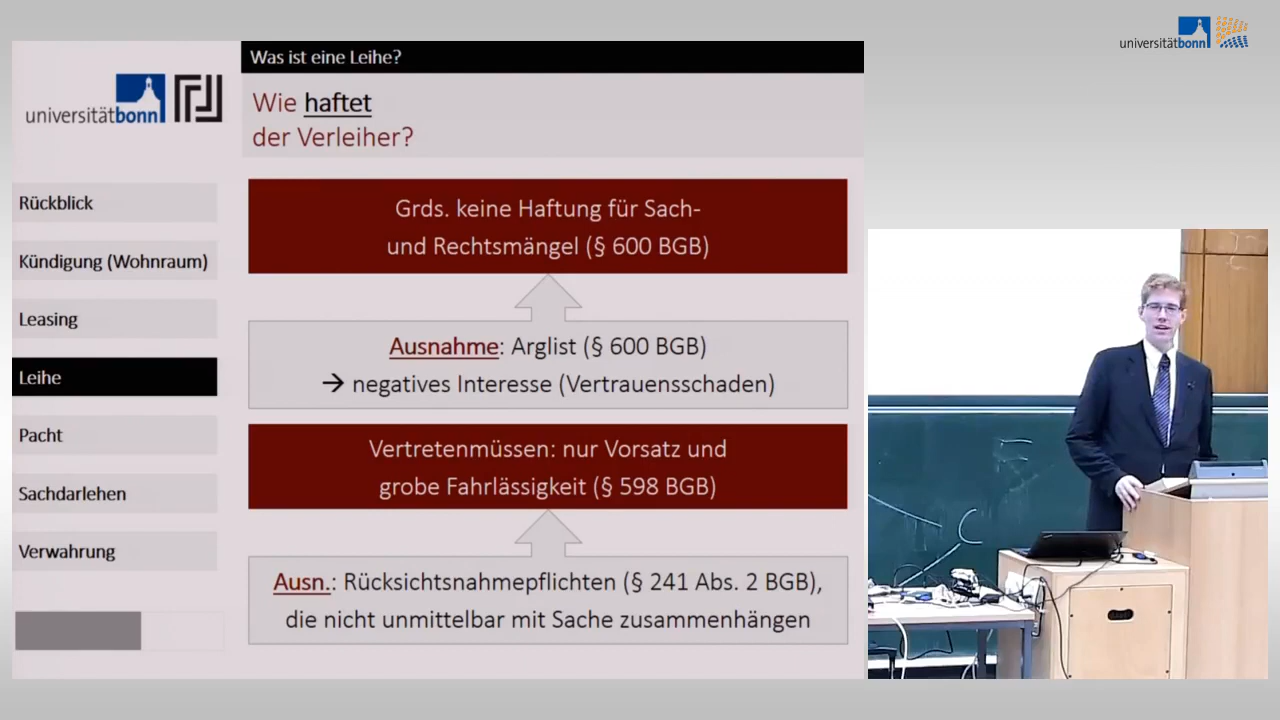 universitätbonn
Was ist eine Leihe?
universitätbonn
Wie haftet
der Verleiher?
Rückblick
Kündigung (Wohnraum)
Leasing
Leihe
Pacht
Sachdarlehen
Verwahrung
Grds. keine Haftung für Sach-
und Rechtsmängel (§ 600 BGB)
Ausnahme: Arglist (§ 600 BGB)
→ negatives Interesse (Vertrauensschaden)
Vertretenmüssen: nur Vorsatz und
grobe Fahrlässigkeit (§ 598 BGB)
Ausn.: Rücksichtsnahmepflichten (§ 241 Abs. 2 BGB),
die nicht unmittelbar mit Sache zusammenhängen